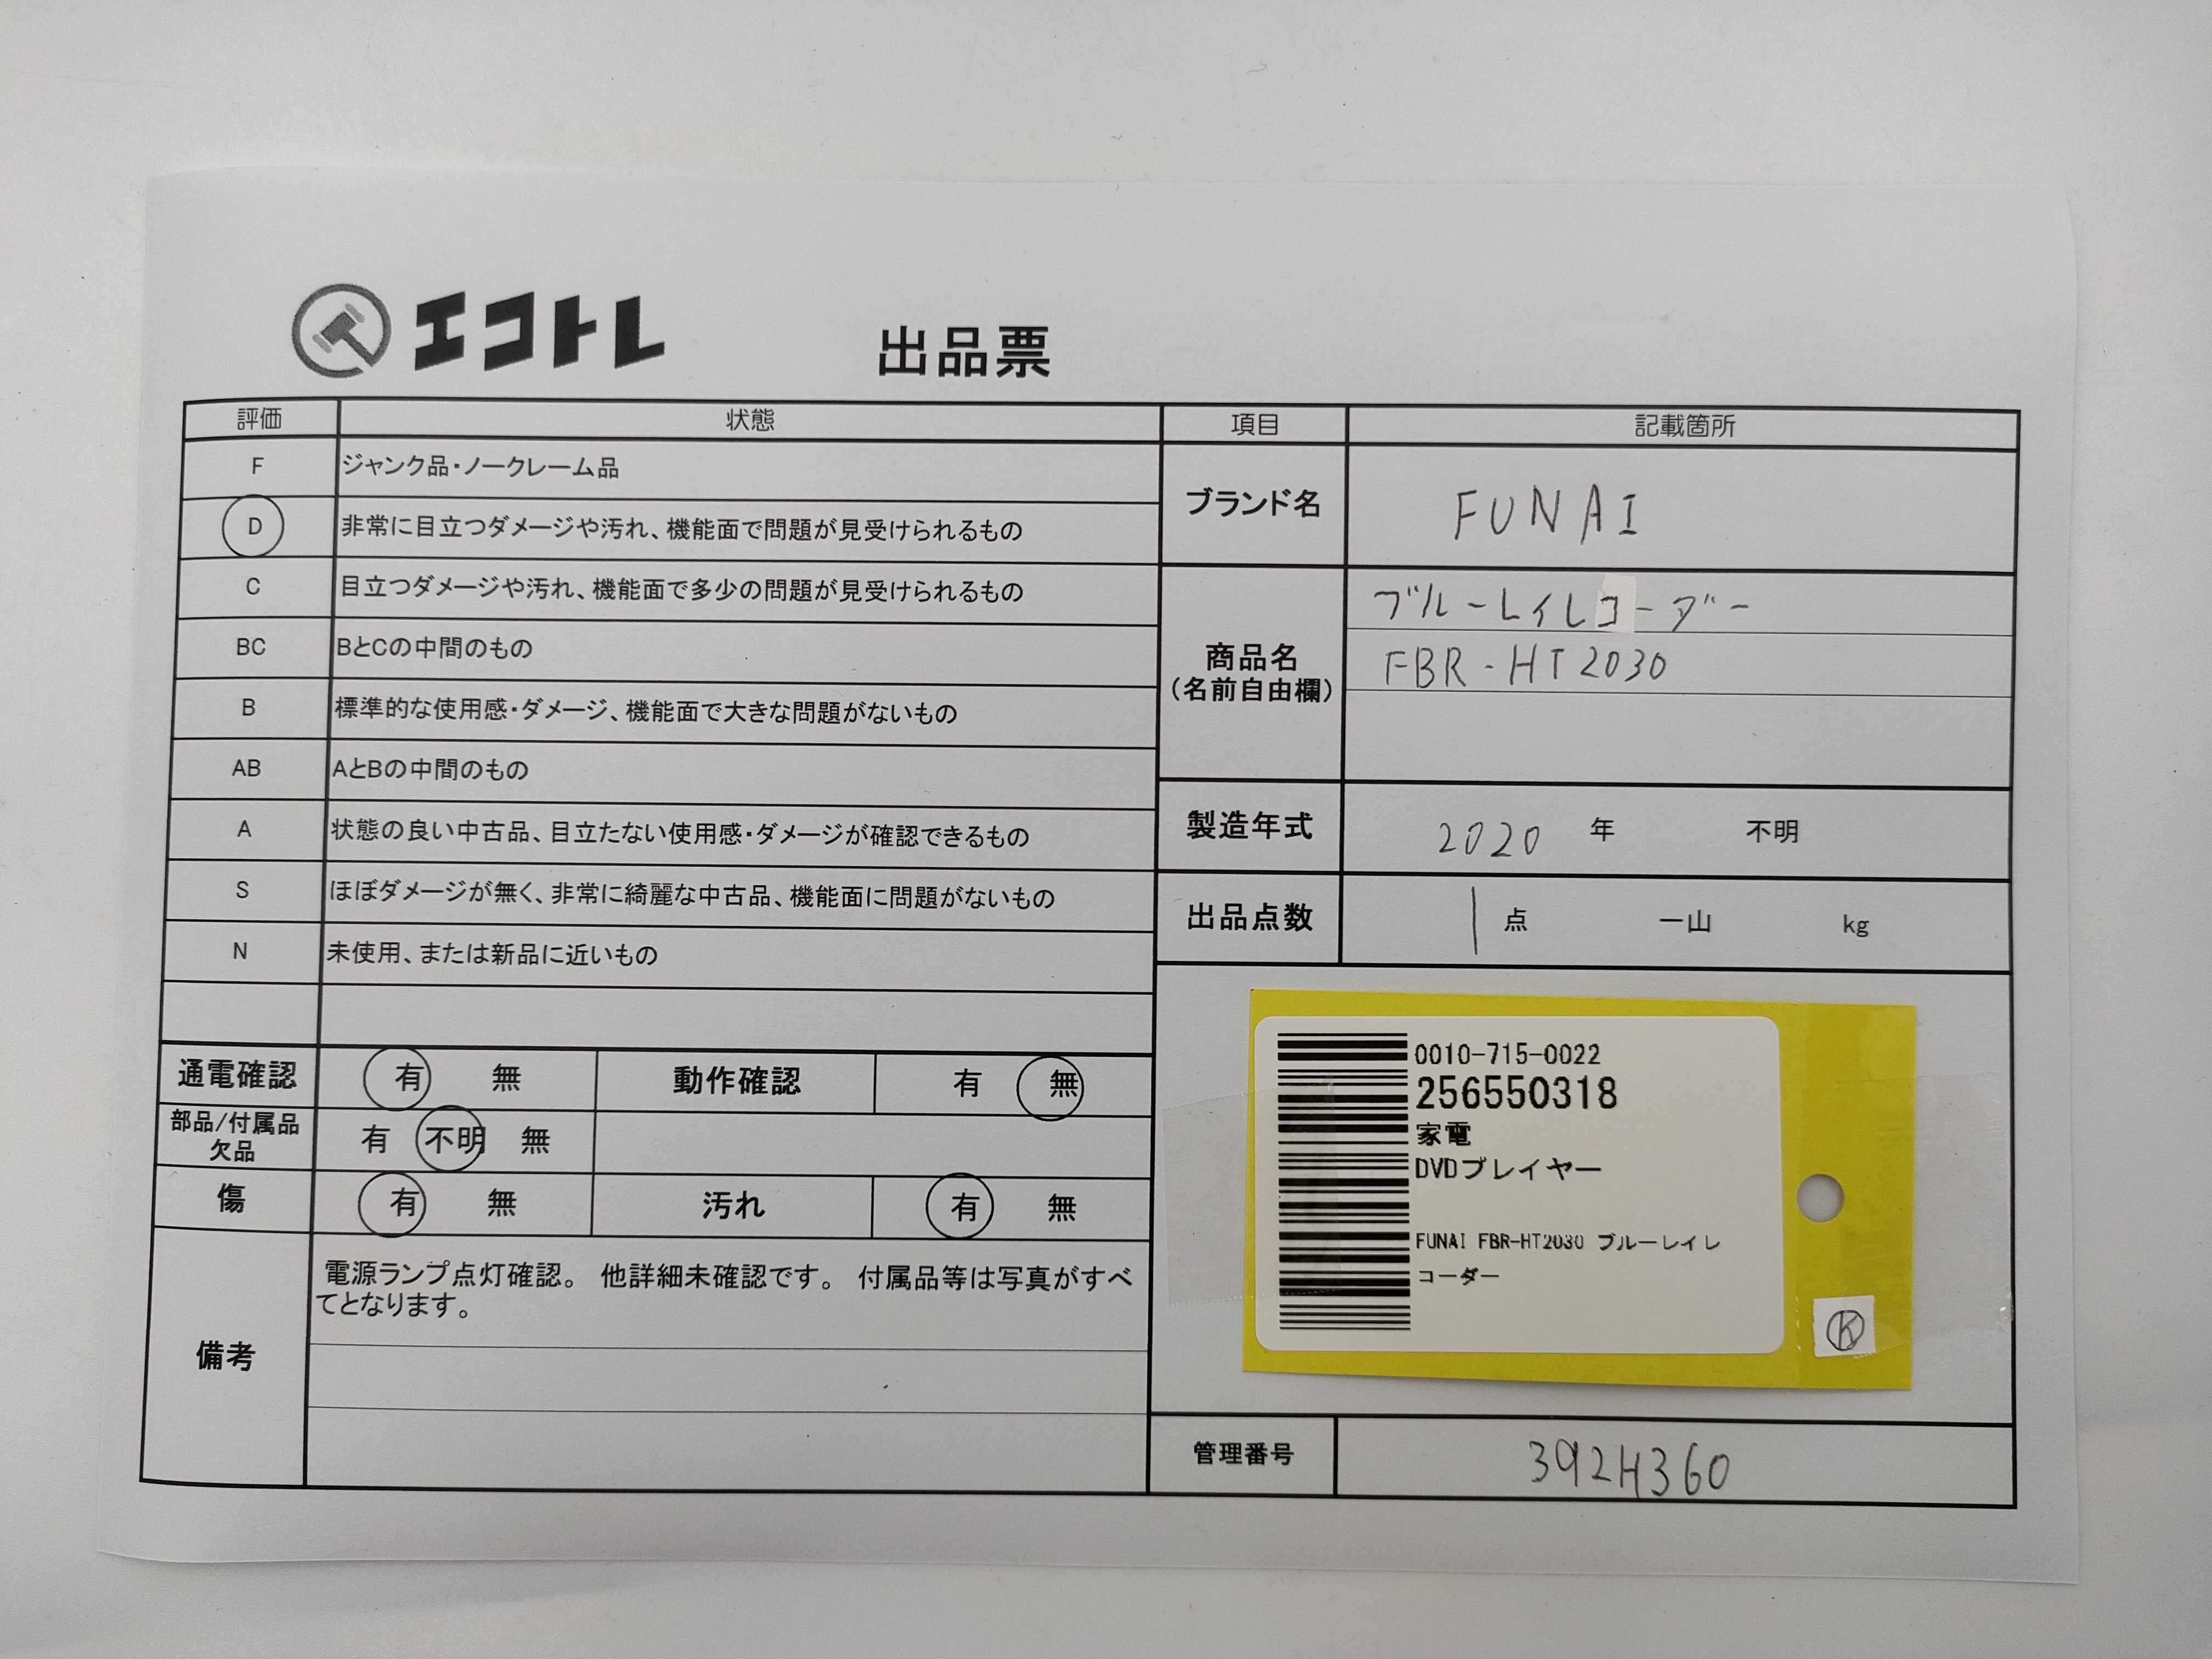 エコトレ
出品票
評価 状態
F ジャンク品・ノークレーム品
D 非常に目立つダメージや汚れ、機能面で問題が見受けられるもの
C 目立つダメージや汚れ、機能面で多少の問題が見受けられるもの
BC BとCの中間のもの
B 標準的な使用感・ダメージ、機能面で大きな問題がないもの
AB AとBの中間のもの
A 状態の良い中古品、目立たない使用感・ダメージが確認できるもの
S ほぼダメージが無く、非常に綺麗な中古品、機能面に問題がないもの
N 未使用、または新品に近いもの
通電確認 有 無 動作確認 有 無
部品/付属品
欠品
有 不明 無
傷 有 無 汚れ 有 無
備考
電源ランプ点灯確認。 他詳細未確認です。 付属品等は写真がすべ
てとなります。
項目 記載箇所
ブランド名 FUNAI
商品名
(名前自由欄)
ブルーレイレコーダー
FBR-HT2030
製造年式 2020 年 不明
出品点数 1 点 一山 kg
0010-715-0022
256550318
家電
DVDプレイヤー
FUNAI FBR-HT2030 ブルーレイレ
コーダー
K
管理番号 392H360